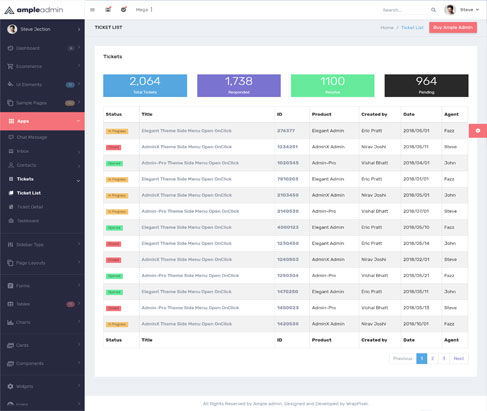 ampleadmin
Mega
Search...
Steve
TICKET LIST
Home / Ticket List
Buy Ample Admin
Steve Jection
Dashboard
Ecommerce
UI Elements
Sample Pages
Apps
Chat Message
Inbox
Contacts
Tickets
Ticket List
Ticket Detail
Taskboard
Sidebar Type
Page Layouts
Forms
Tables
Charts
Cards
Components
Widgets
Tickets
2,064
Total Tickets
1,738
Responded
1100
Resolve
964
Pending
Status Title ID Product Created by Date Agent
In Progress Elegant Theme Side Menu Open OnClick 276377 Elegant Admin Eric Pratt 2018/05/01 Fazz
Closed AdminX Theme Side Menu Open OnClick 1234251 AdminX Admin Nirav Joshi 2018/05/11 Steve
Opened Admin-Pro Theme Side Menu Open OnClick 1020345 Admin-Pro Vishal Bhatt 2018/04/01 John
In Progress Elegant Theme Side Menu Open OnClick 7810203 Elegant Admin Eric Pratt 2018/01/01 Fazz
In Progress AdminX Theme Side Menu Open OnClick 2103450 AdminX Admin Nirav Joshi 2018/05/01 John
In Progress Admin-Pro Theme Side Menu Open OnClick 2140530 Admin-Pro Vishal Bhatt 2018/07/01 Steve
Opened Elegant Theme Side Menu Open OnClick 4500123 Elegant Admin Eric Pratt 2018/05/10 Fazz
Closed Elegant Theme Side Menu Open OnClick 1230450 Elegant Admin Eric Pratt 2018/05/14 John
Closed AdminX Theme Side Menu Open OnClick 1240503 AdminX Admin Nirav Joshi 2018/02/01 Steve
Opened Admin-Pro Theme Side Menu Open OnClick 1250304 Admin-Pro Vishal Bhatt 2018/05/21 Fazz
Opened Elegant Theme Side Menu Open OnClick 1470250 Elegant Admin Eric Pratt 2018/05/11 John
Closed Admin-Pro Theme Side Menu Open OnClick Admin-Pro Vishal Bhatt 2018/05/13 Steve
In Progress AdminX Theme Side Menu Open OnClick 1420530 AdminX Admin Nirav Joshi 2018/10/01 Fazz
Status Title ID Product Created by Date Agent
Previous 1 2 3 Next
All Rights Reserved by Ample admin. Designed and Developed by WrapPixel.